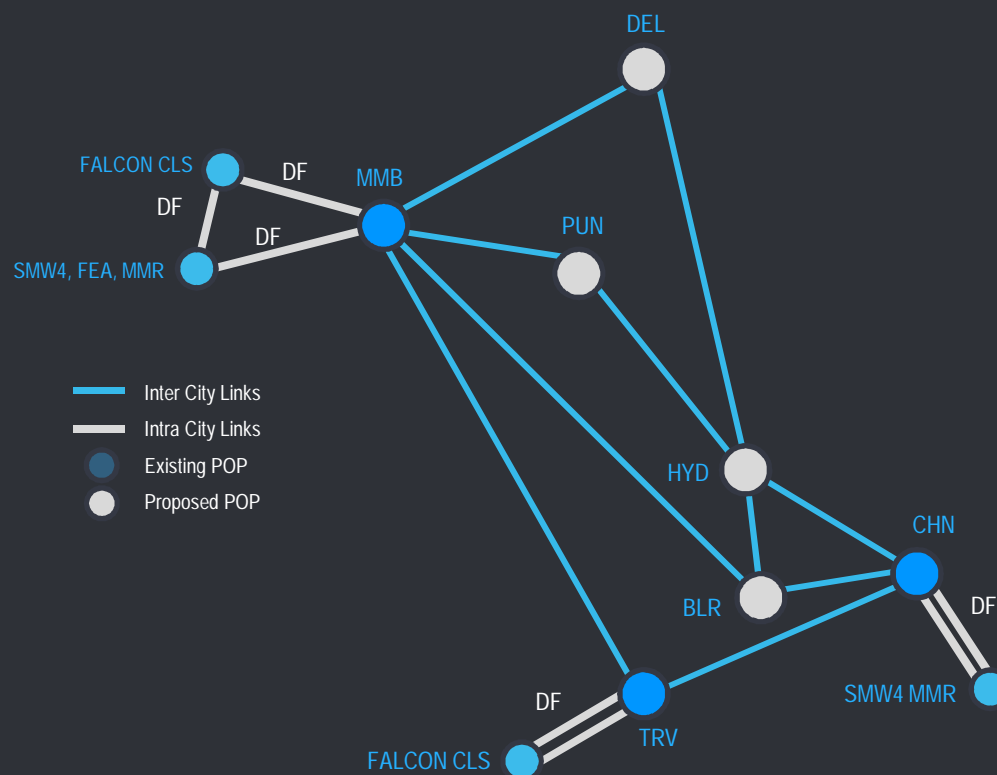 DEL
FALCON CLS
DF
MMB
DF
PUN
DF
SMW4, FEA, MMR
Inter City Links
Intra City Links
Existing POP
Proposed POP
HYD
CHN
BLR
DF
SMW4 MMR
DF
TRV
FALCON CLS